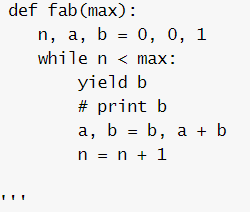 def fab(max):
    n, a, b = 0, 0, 1
    while n < max:
        yield b
        # print b
        a, b = b, a + b
        n = n + 1
'''